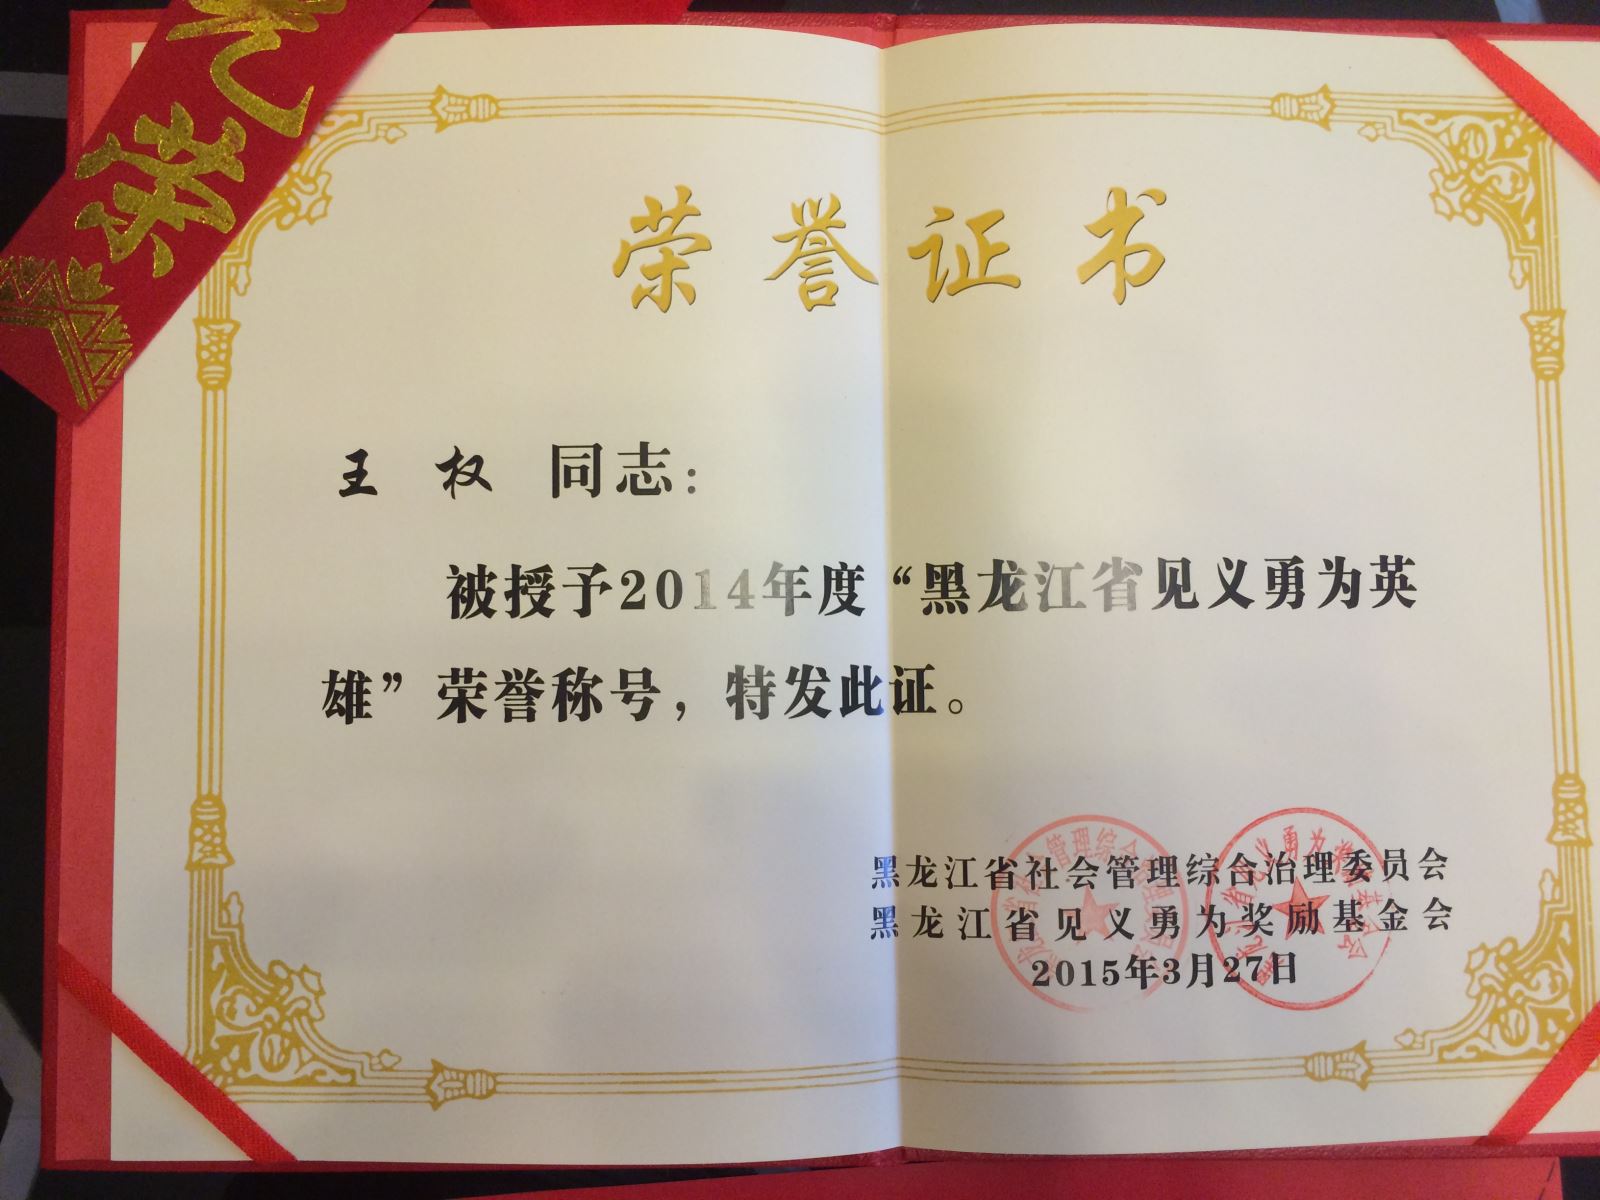 荣誉证书
王 权 同志：
被授予2014年度“黑龙江省见义勇为英
雄”荣誉称号，特发此证。
黑龙江省社会管理综合治理委员会
黑龙江省见义勇为奖励基金会
2015年3月27日